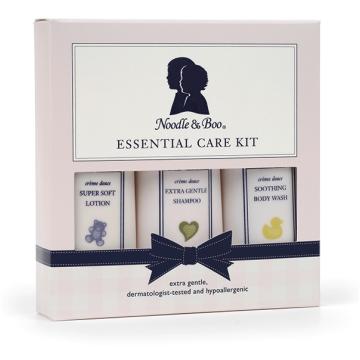 Noodle & Boo®
ESSENTIAL CARE KIT
crème douce
SUPER SOFT
LOTION
crème douce
EXTRA GENTLE
SHAMPOO
crème douce
SOOTHING
BODY WASH
extra gentle,
dermatologist-tested and hypoallergenic